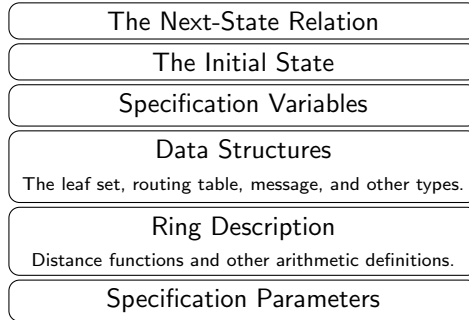 The Next-State Relation
The Initial State
Specification Variables
Data Structures
The leaf set, routing table, message, and other types.
Ring Description
Distance functions and other arithmetic definitions.
Specification Parameters